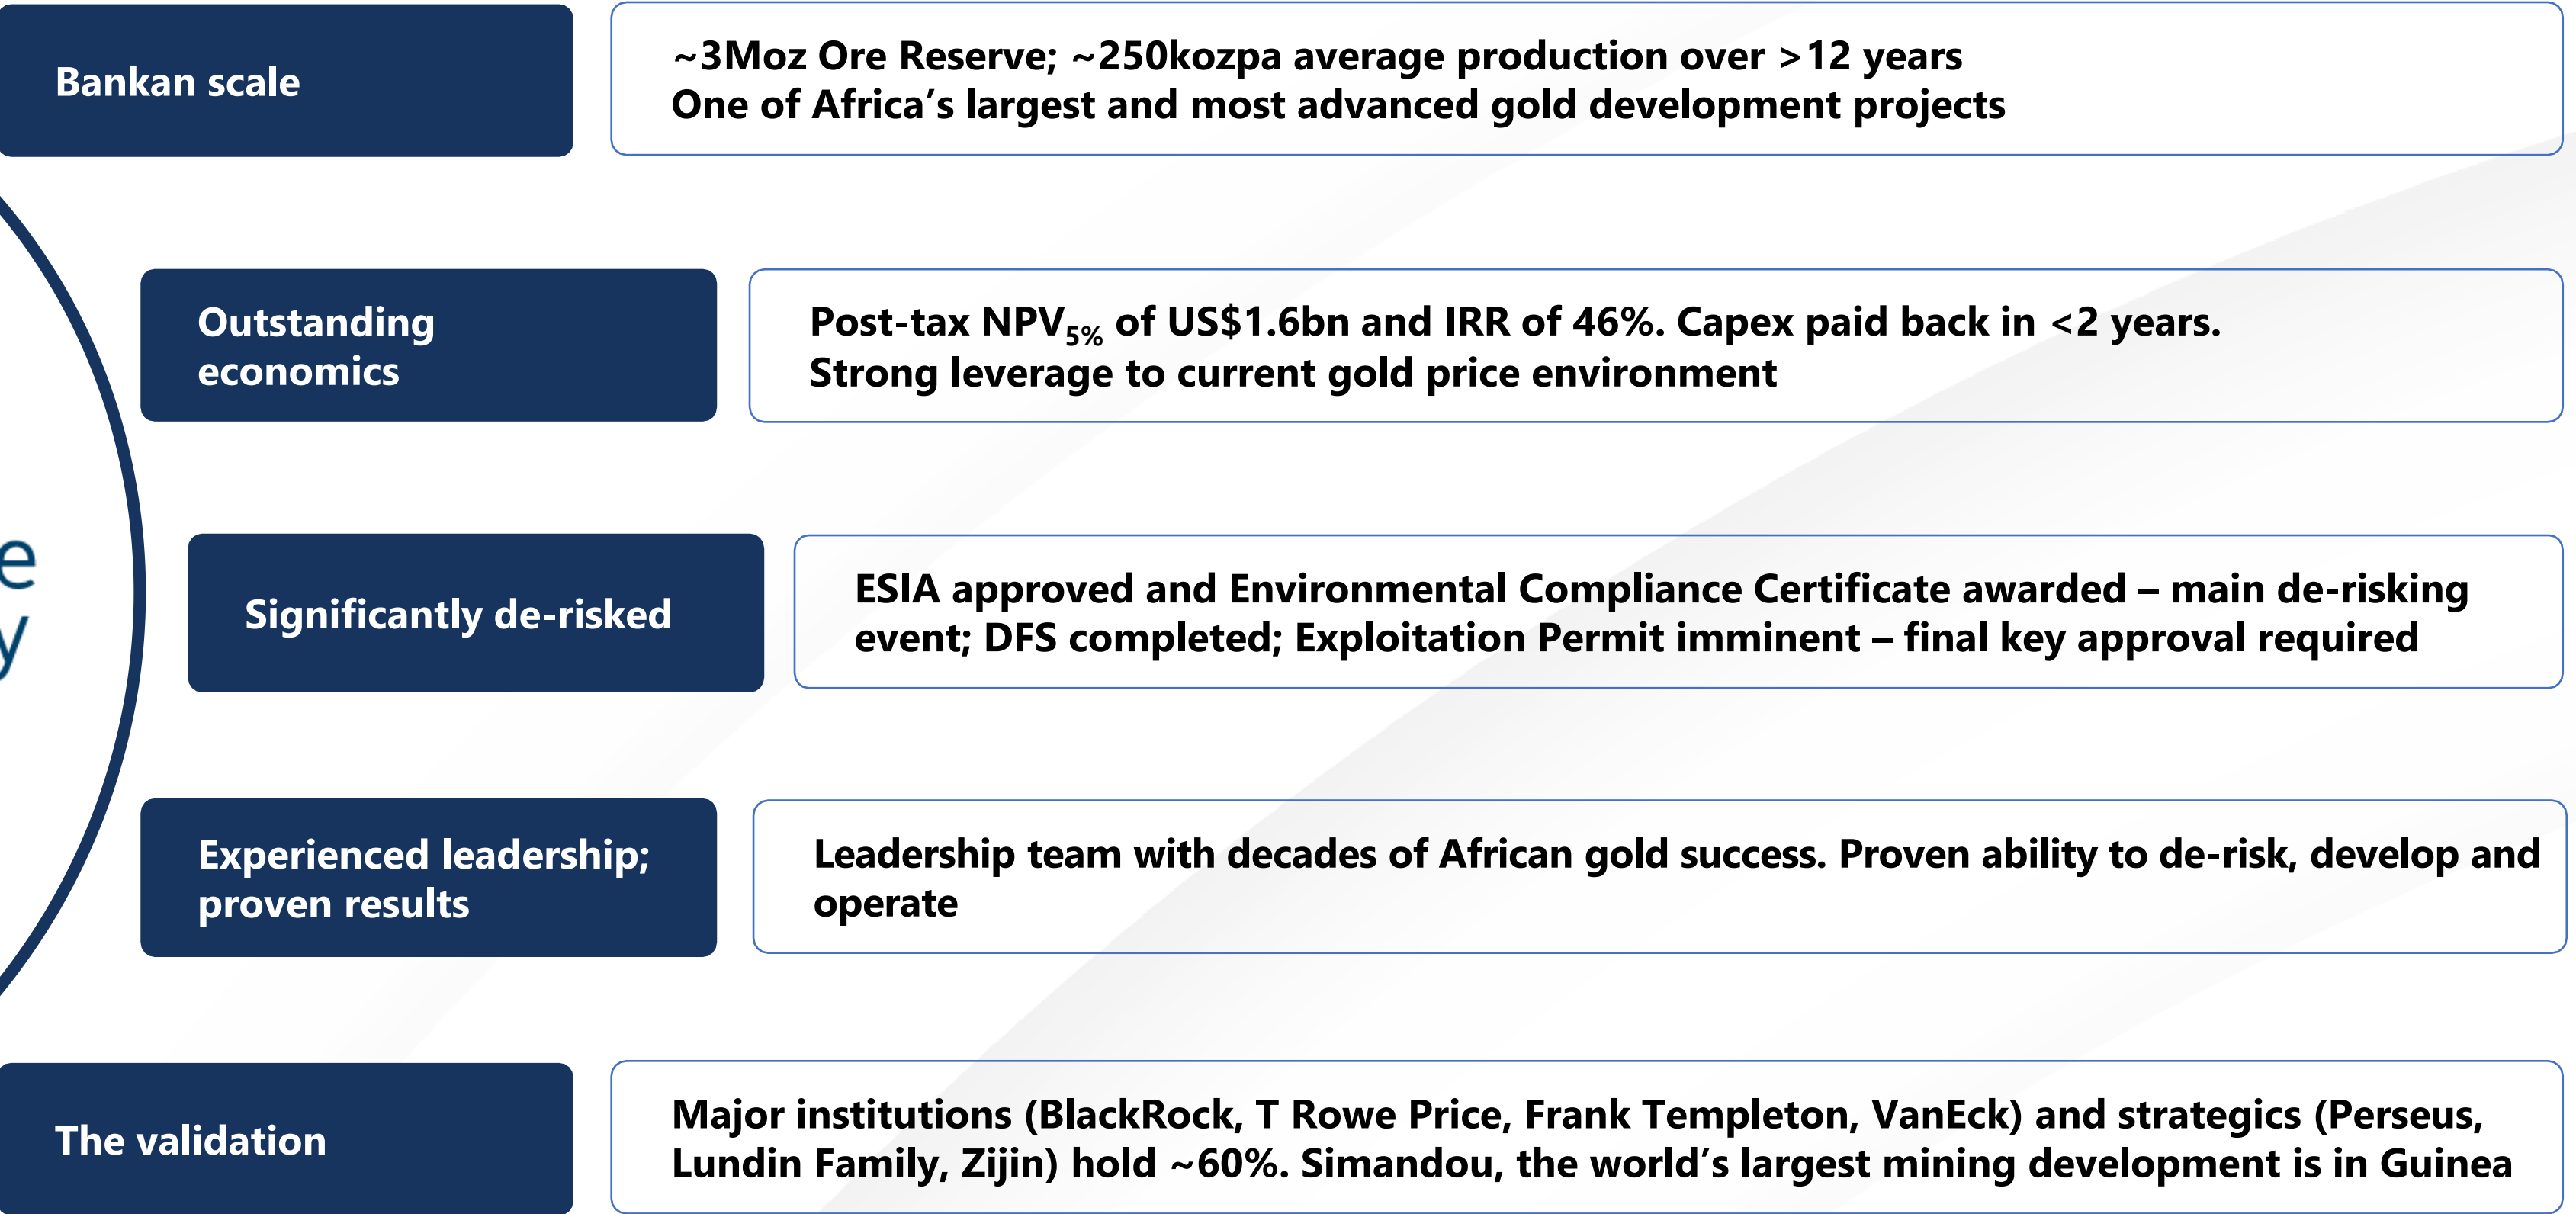 Bankan scale
~3Moz Ore Reserve; ~250kozpa average production over >12 years
One of Africa’s largest and most advanced gold development projects
Outstanding
economics
Post-tax NPV5% of US$1.6bn and IRR of 46%. Capex paid back in <2 years.
Strong leverage to current gold price environment
e
y
Significantly de-risked
ESIA approved and Environmental Compliance Certificate awarded – main de-risking
event; DFS completed; Exploitation Permit imminent – final key approval required
Experienced leadership;
proven results
Leadership team with decades of African gold success. Proven ability to de-risk, develop and
operate
The validation
Major institutions (BlackRock, T Rowe Price, Frank Templeton, VanEck) and strategics (Perseus,
Lundin Family, Zijin) hold ~60%. Simandou, the world’s largest mining development is in Guinea